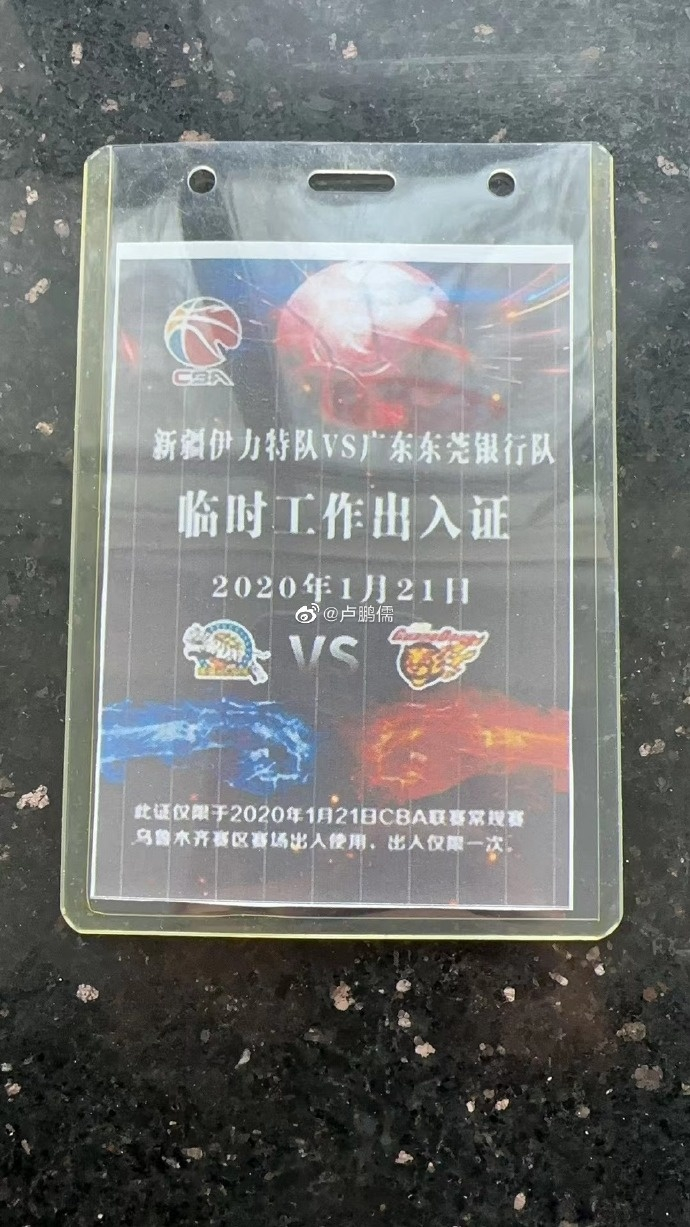 CBA
新疆伊力特队VS广东东莞银行队
临时工作出入证
2020年1月21日
@卢鹏儒
VS
此证仅限于2020年1月21日CBA联赛常规赛
乌鲁木齐赛区赛场出入使用，出入仅限一次。